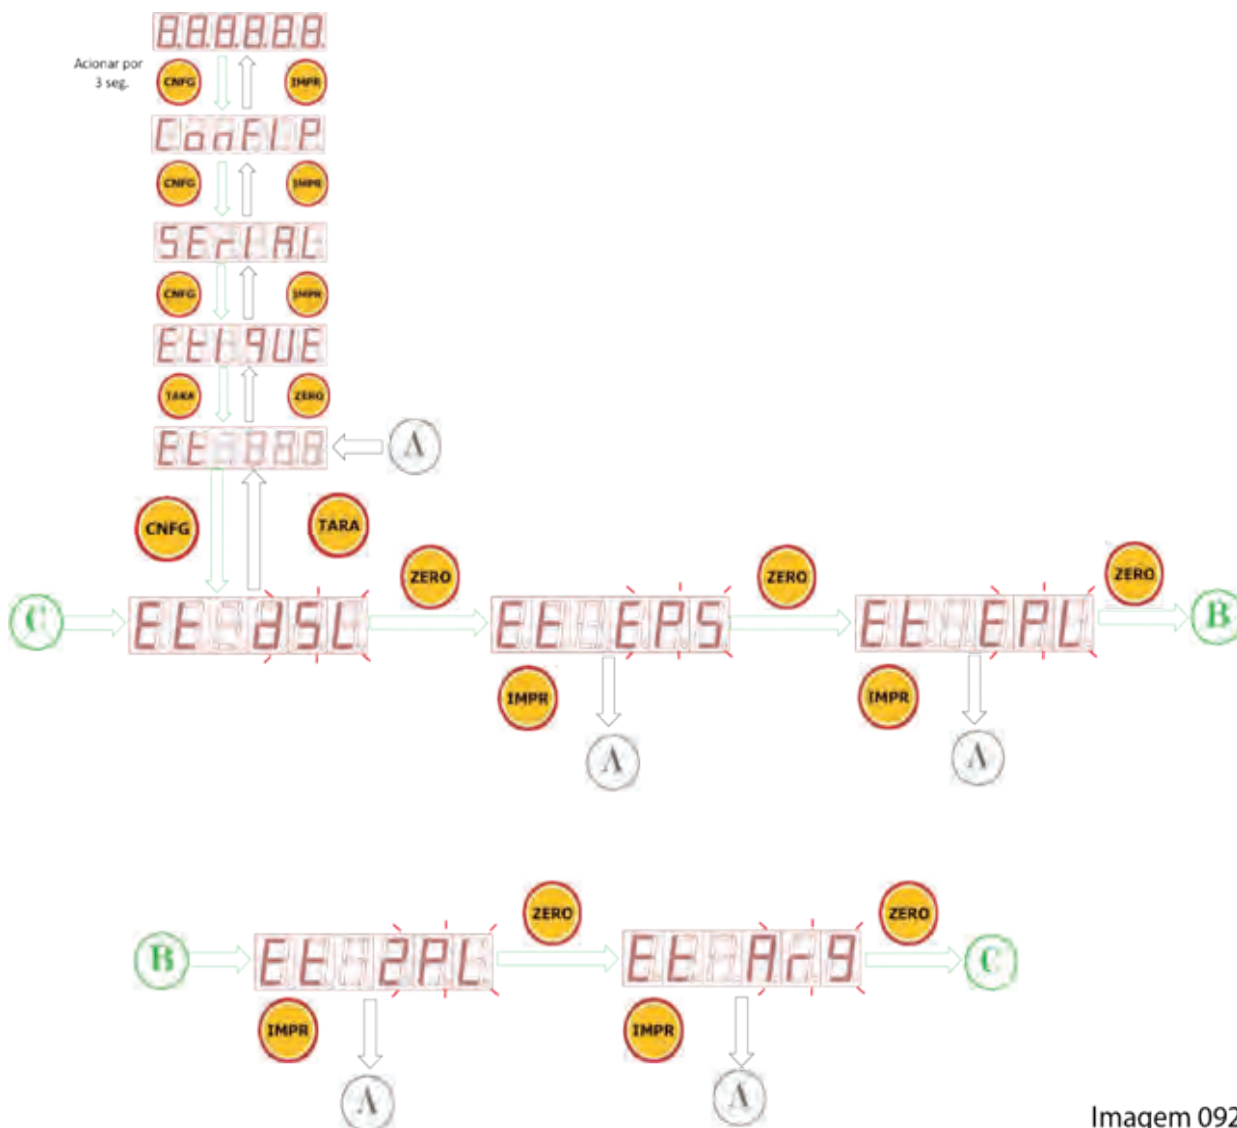 8.8.8.8.8.8.
Acionar por
3 seg.
CNFG IMPR
ConFIP
CNFG IMPR
SErIAL
CNFG IMPR
EtIqUE
TARA ZERO
Et
A
CNFG TARA
ZERO ZERO ZERO
C Et dSL Et EPS Et EPL B
IMPR IMPR
A A
ZERO ZERO
B Et 2PL Et Ar9 C
IMPR IMPR
A A
Imagem 092